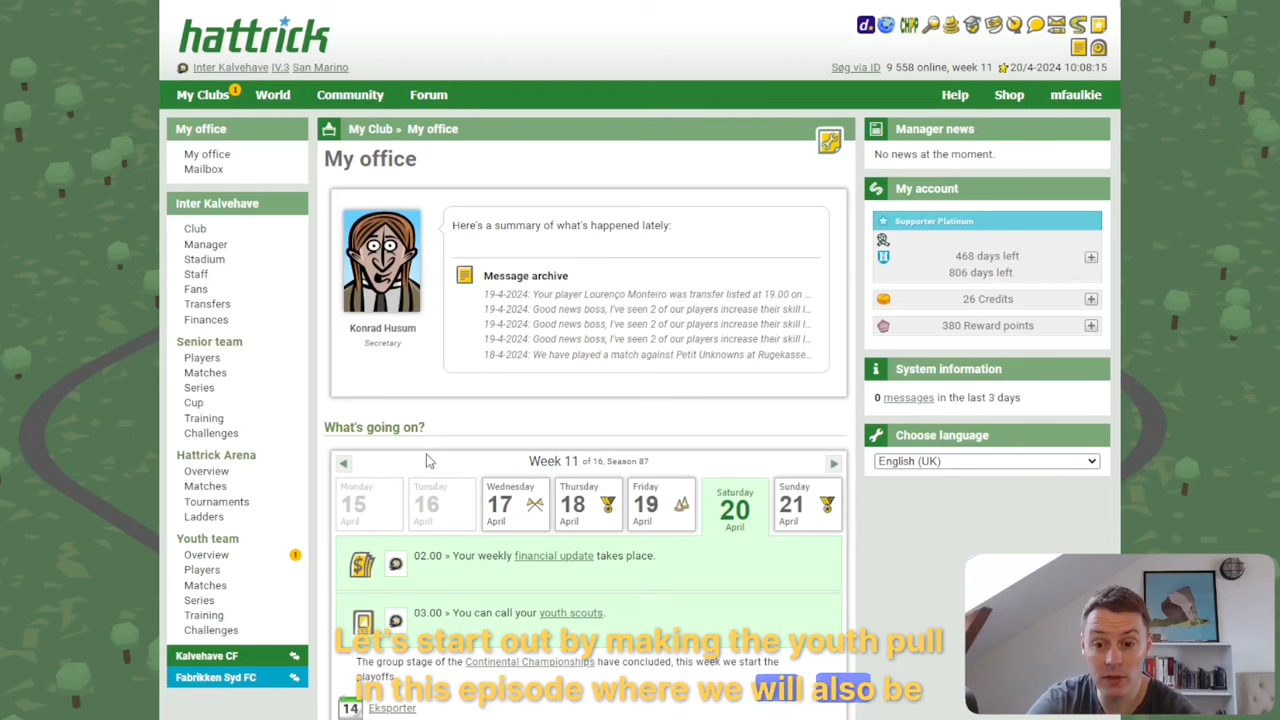 hattrick
Inter Kalvehave IV.3 San Marino
CHPP
Søg via ID 9 558 online, week 11 20/4-2024 10:08:15
My Clubs 1 World Community Forum Help Shop mfaulkie
My office
My office
Mailbox
Inter Kalvehave
Club
Manager
Stadium
Staff
Fans
Transfers
Finances
Senior team
Players
Matches
Series
Cup
Training
Challenges
Hattrick Arena
Overview
Matches
Tournaments
Ladders
Youth team
Overview 1
Players
Matches
Series
Training
Challenges
Kalvehave CF
Fabrikken Syd FC
My Club » My office
My office
Konrad Husum
Secretary
Here's a summary of what's happened lately:
Message archive
19-4-2024: Your player Lourenço Monteiro was transfer listed at 19.00 on ...
19-4-2024: Good news boss, I've seen 2 of our players increase their skill l...
19-4-2024: Good news boss, I've seen 2 of our players increase their skill l...
19-4-2024: Good news boss, I've seen 2 of our players increase their skill l...
18-4-2024: We have played a match against Petit Unknowns at Rugekasse...
What's going on?
Week 11 of 16, Season 87
Monday 15 April
Tuesday 16 April
Wednesday 17 April
Thursday 18 April
Friday 19 April
Saturday 20 April
Sunday 21 April
02.00 » Your weekly financial update takes place.
03.00 » You can call your youth scouts.
The group stage of the Continental Championships have concluded, this week we start the
playoffs.
14 Eksporter
Manager news
No news at the moment.
My account
Supporter Platinum
468 days left
806 days left
26 Credits
380 Reward points
System information
0 messages in the last 3 days
Choose language
English (UK)
Let's start out by making the youth pull
in this episode where we will also be